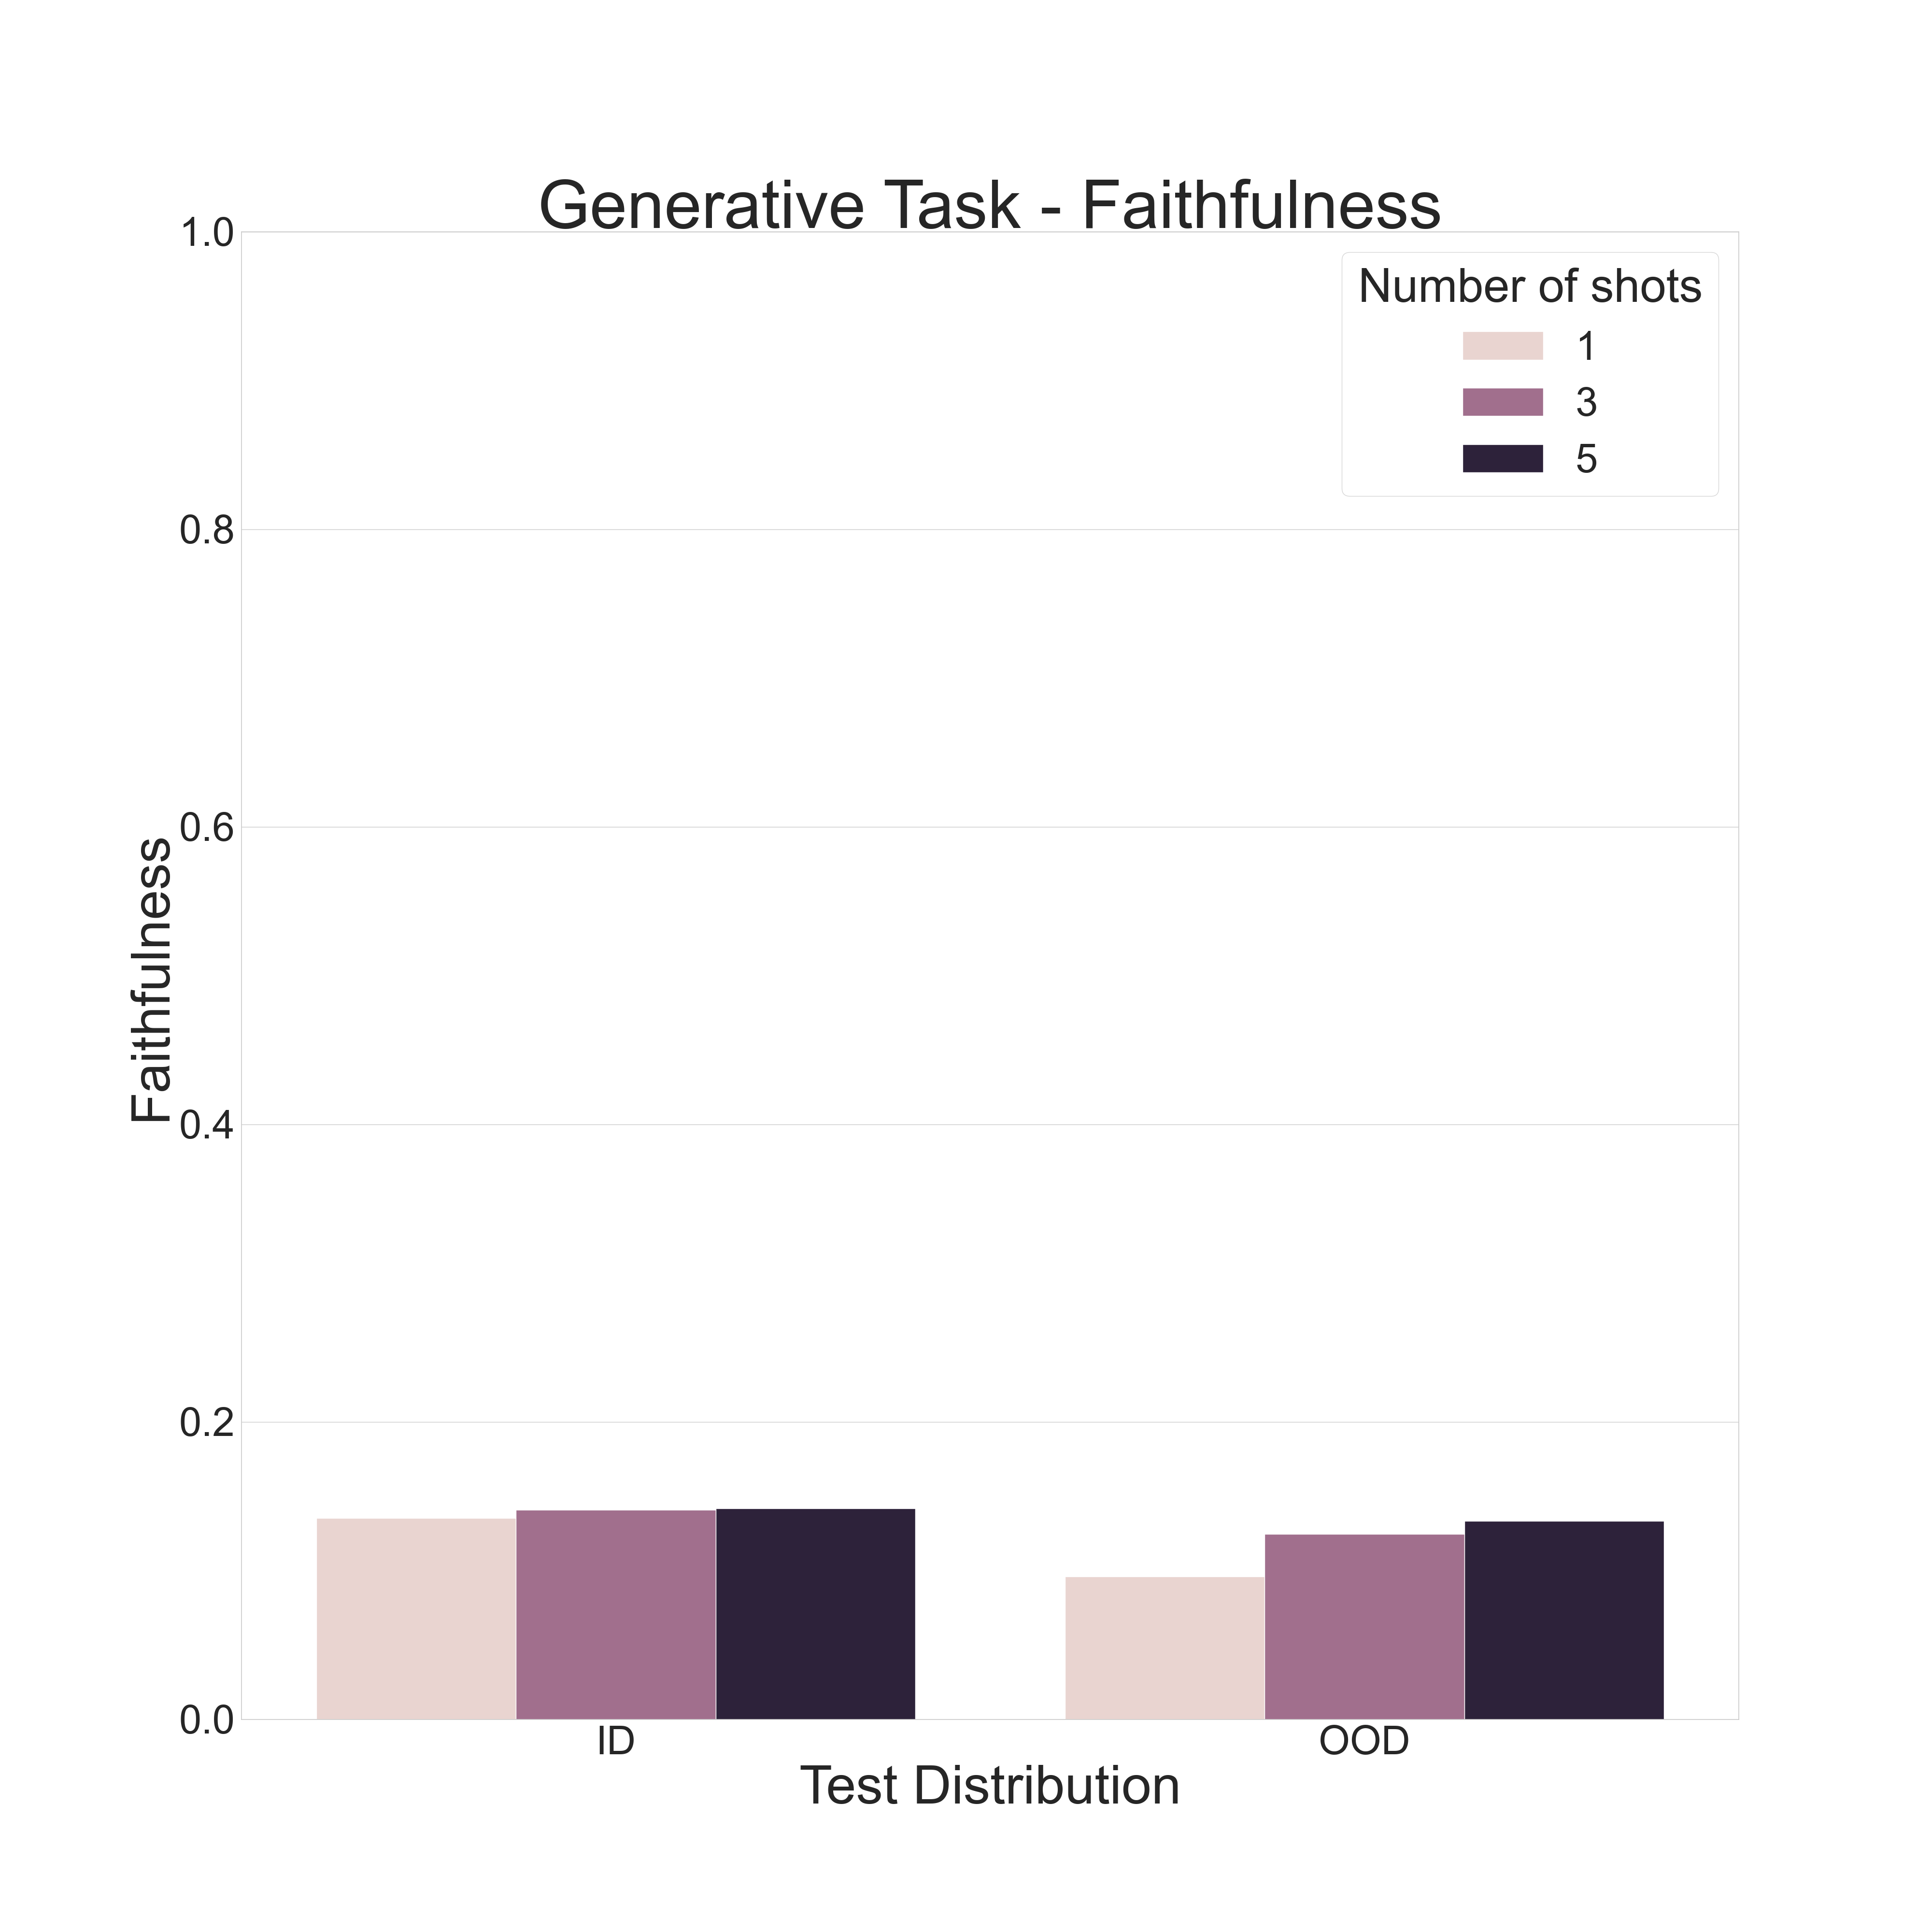 Generative Task - Faithfulness
Number of shots
1
3
5
1.0
0.8
0.6
0.4
0.2
0.0
Faithfulness
ID
OOD
Test Distribution